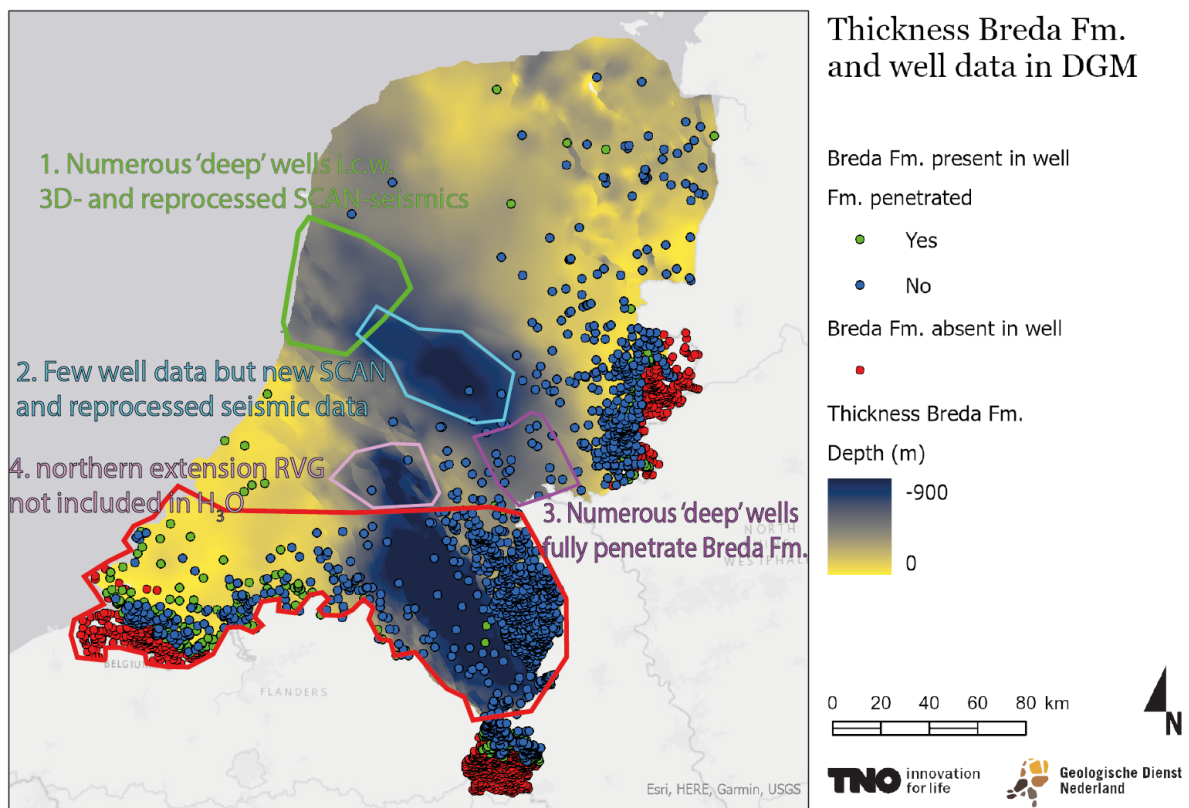 Thickness Breda Fm.
and well data in DGM
1. Numerous 'deep' wells i.c.w.
3D- and reprocessed SCAN-seismics
2. Few well data but new SCAN
and reprocessed seismic data
4. northern extension RVG
not included in H₃O
3. Numerous 'deep' wells
fully penetrate Breda Fm.
NORTH
WESTPHAL
BELGIUM
FLANDERS
Esri, HERE, Garmin, USGS
Breda Fm. present in well
Fm. penetrated
Yes
No
Breda Fm. absent in well
Thickness Breda Fm.
Depth (m)
-900
0
0 20 40 60 80 km
N
TNO innovation
for life
Geologische Dienst
Nederland